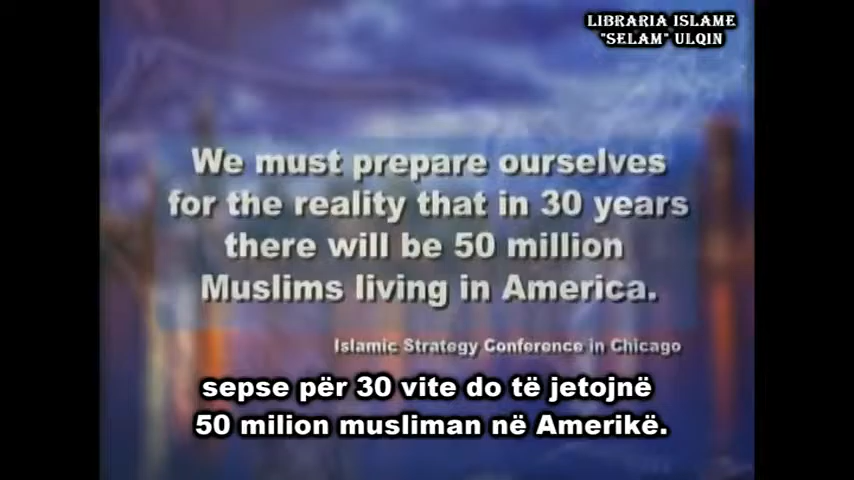 LIBRARIA ISLAME
"SELAM" ULQIN
We must prepare ourselves
for the reality that in 30 years
there will be 50 million
Muslims living in America.
Islamic Strategy Conference in Chicago
sepse për 30 vite do të jetojnë
50 milion musliman në Amerikë.